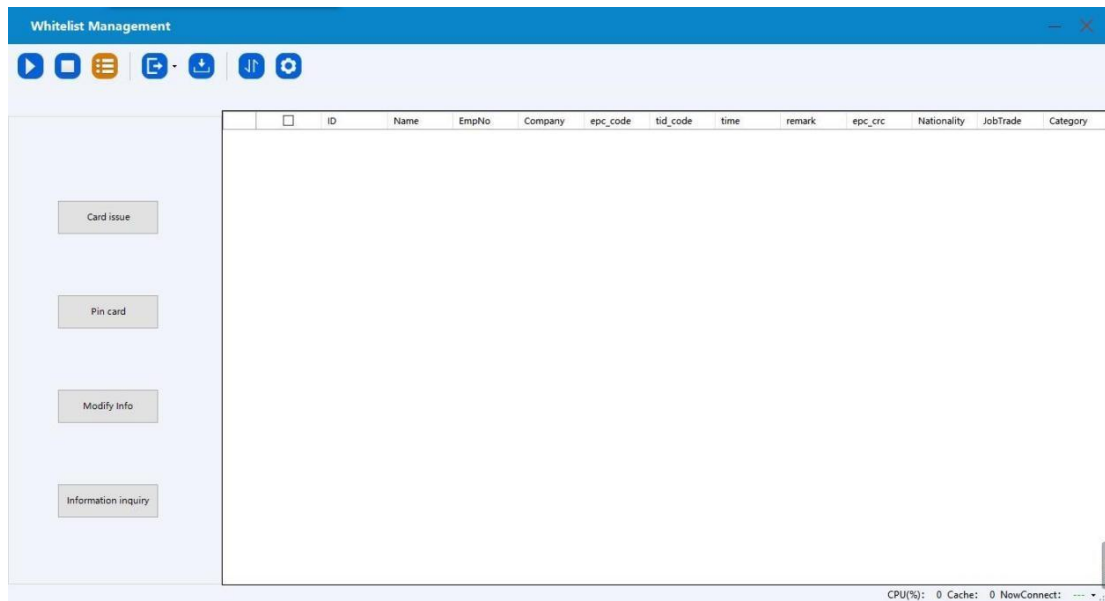 Whitelist Management
ID Name EmpNo Company epc_code tid_code time remark epc_crc Nationality JobTrade Category
Card issue
Pin card
Modify Info
Information inquiry
CPU(%): 0 Cache: 0 NowConnect: ---